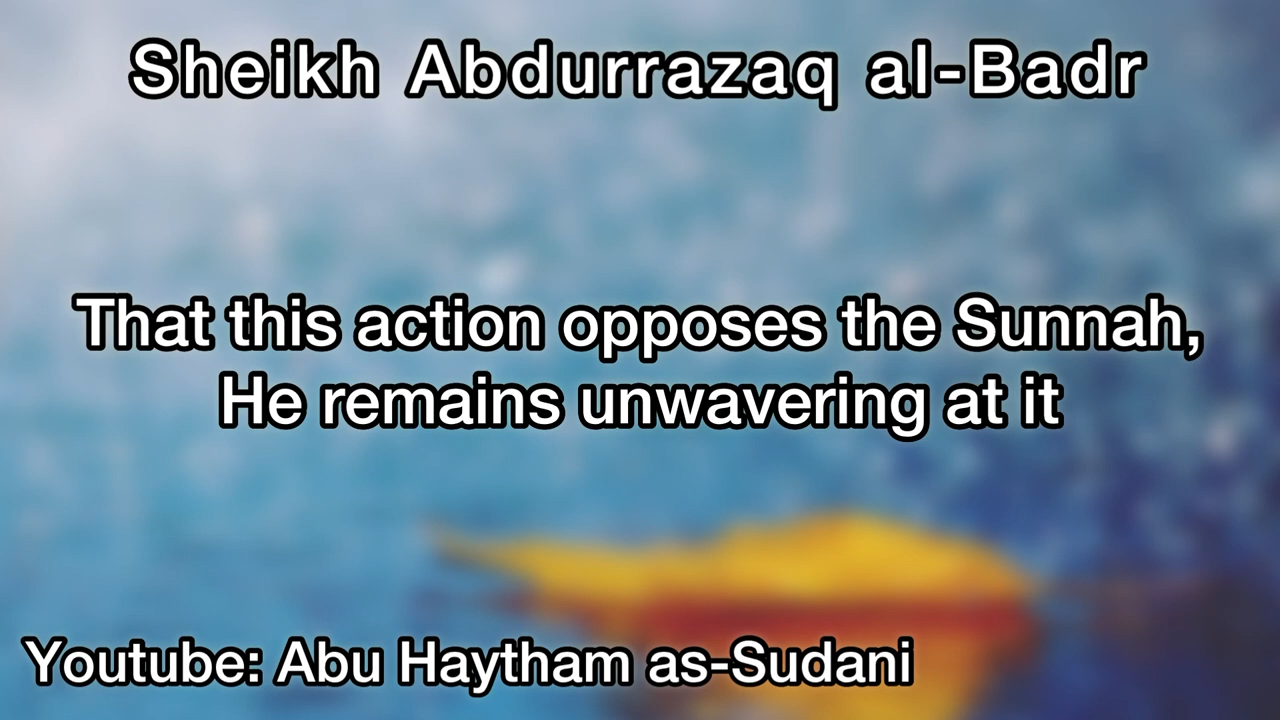 Sheikh Abdurrazaq al-Badr
That this action opposes the Sunnah,
He remains unwavering at it
Youtube: Abu Haytham as-Sudani